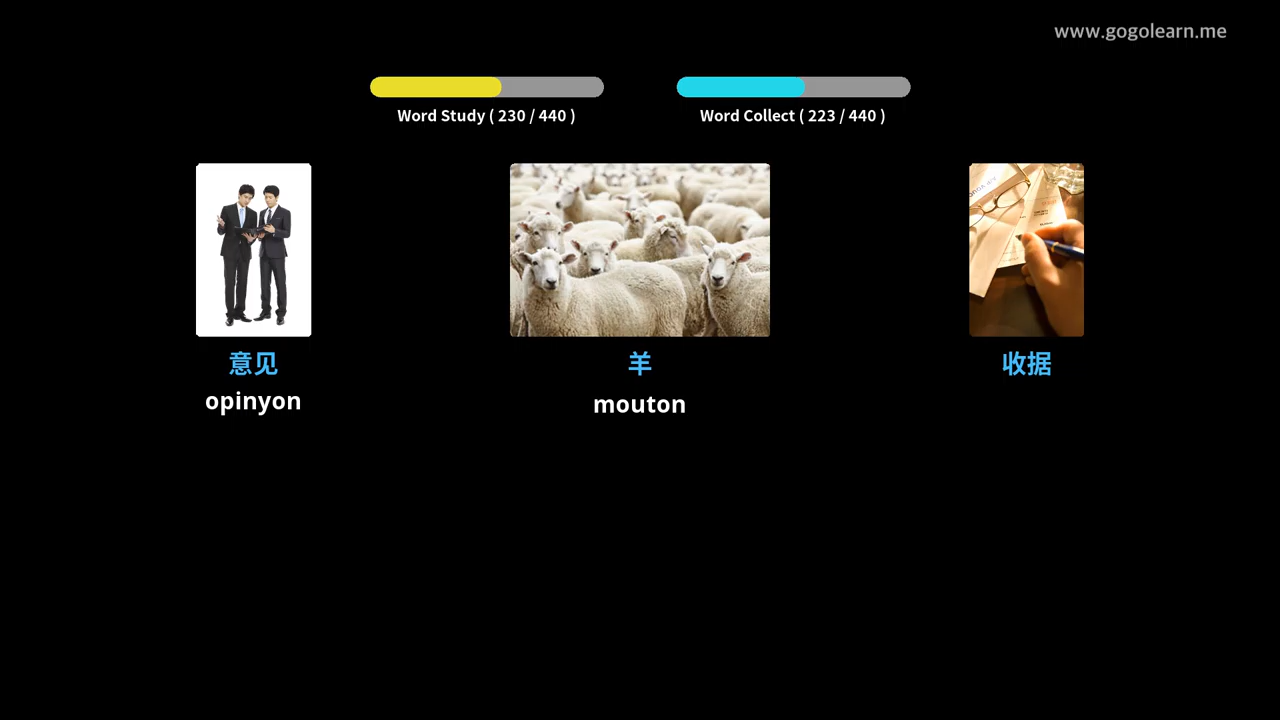 www.gogolearn.me
Word Study ( 230 / 440 )
Word Collect ( 223 / 440 )
意见
opinyon
羊
mouton
收据